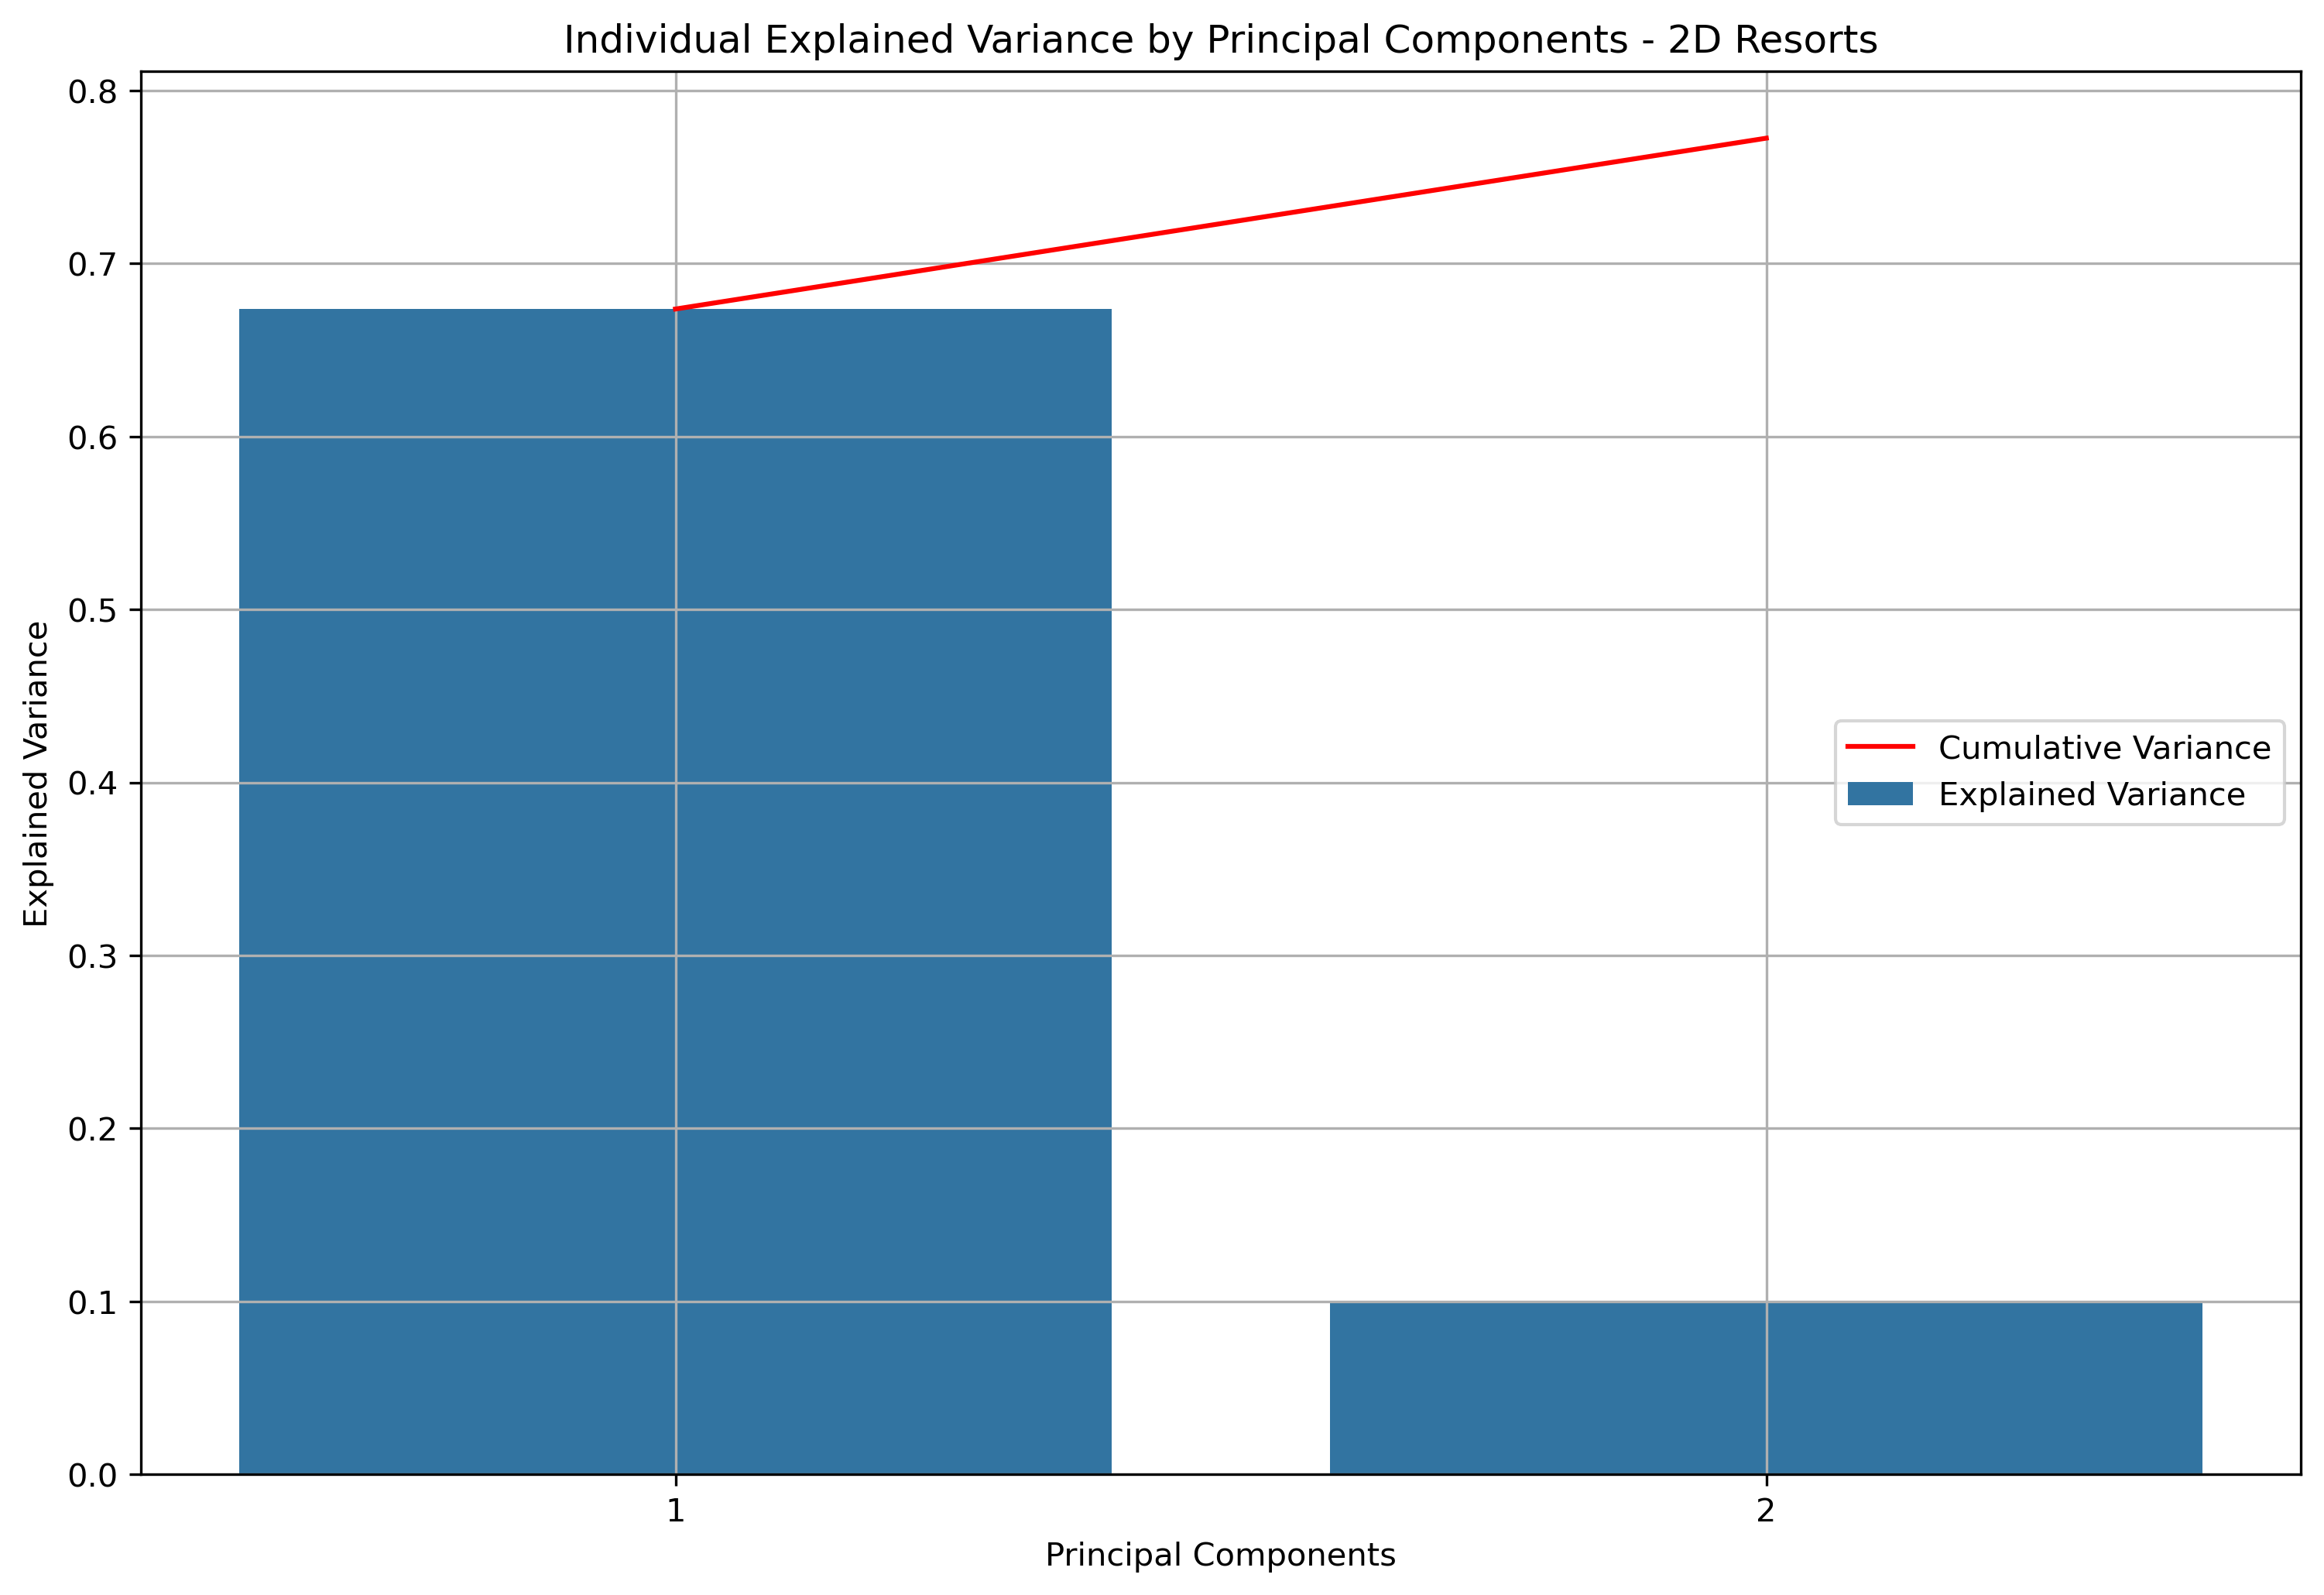 Individual Explained Variance by Principal Components - 2D Resorts
0.8
0.7
0.6
0.5
0.4
0.3
0.2
0.1
0.0
Explained Variance
Cumulative Variance
Explained Variance
1
2
Principal Components